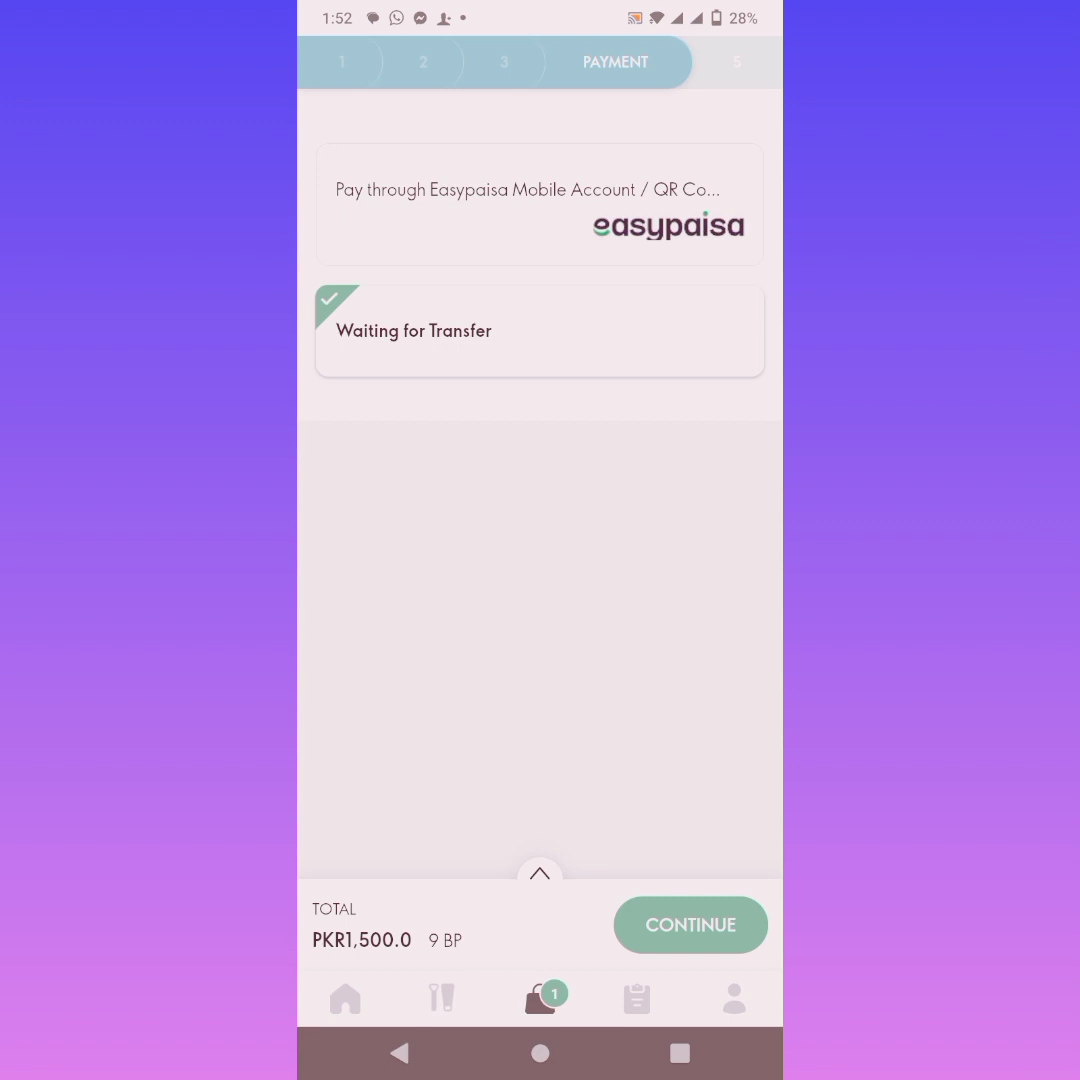 1:52 28%
1 2 3 PAYMENT 5
Pay through Easypaisa Mobile Account / QR Co...
easypaisa
Waiting for Transfer
TOTAL
PKR1,500.0 9 BP
CONTINUE
1